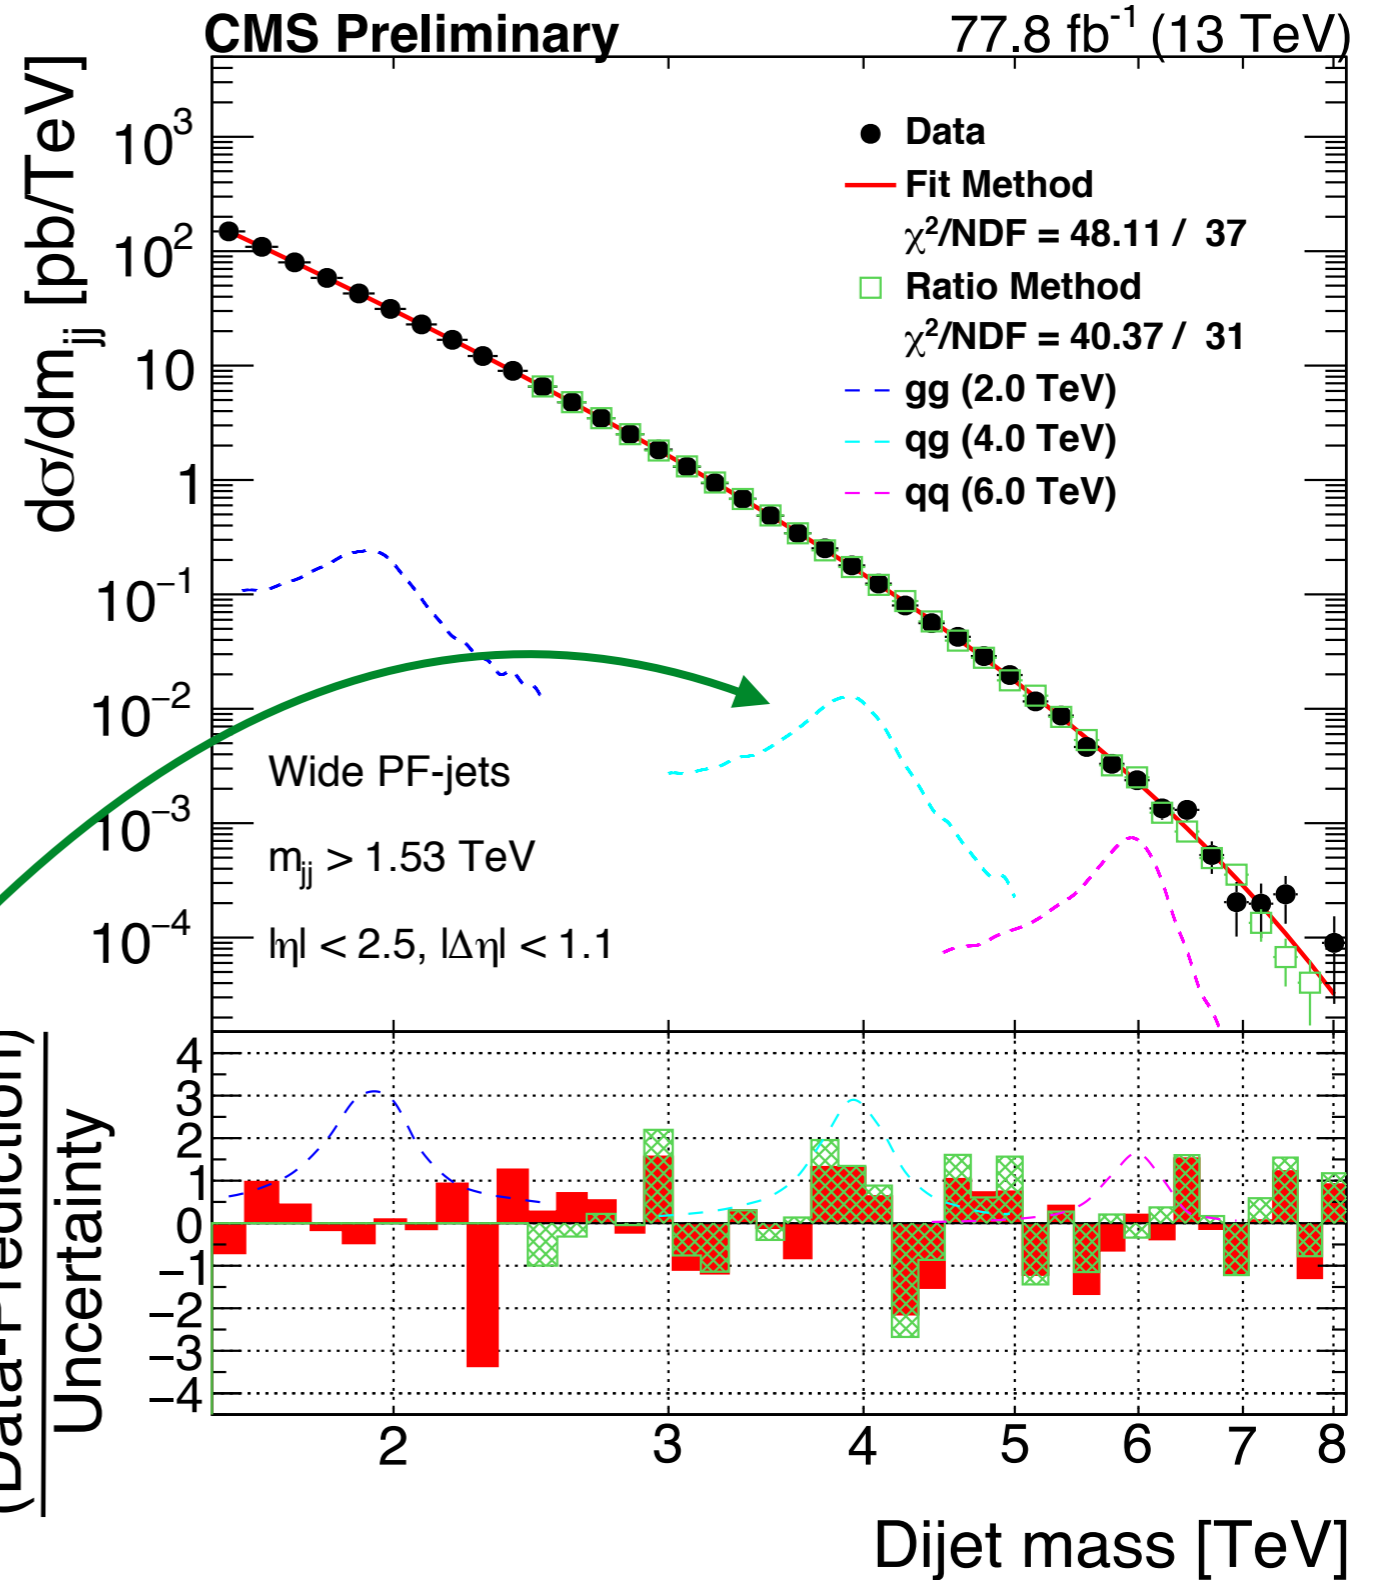 CMS Preliminary 77.8 fb⁻¹ (13 TeV)
dσ/dm_jj [pb/TeV]
10³
10²
10
1
10⁻¹
10⁻²
10⁻³
10⁻⁴
Data
Fit Method
χ²/NDF = 48.11 / 37
Ratio Method
χ²/NDF = 40.37 / 31
gg (2.0 TeV)
qg (4.0 TeV)
qq (6.0 TeV)
Wide PF-jets
m_jj > 1.53 TeV
|η| < 2.5, |Δη| < 1.1
(Data-Prediction)
Uncertainty
4
3
2
1
0
−1
−2
−3
−4
2 3 4 5 6 7 8
Dijet mass [TeV]